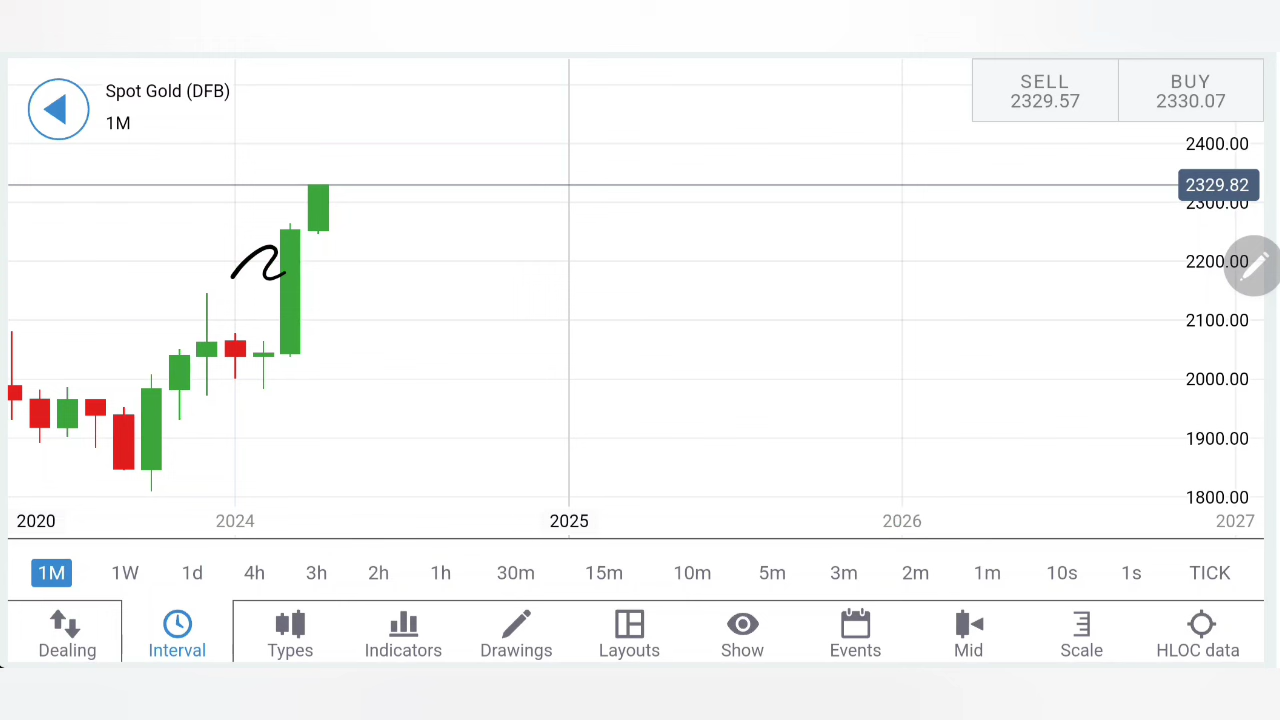 Spot Gold (DFB)
1M
SELL BUY
2329.57 2330.07
2400.00
2329.82
2300.00
2200.00
2100.00
2000.00
1900.00
1800.00
2020 2024 2025 2026 2027
1M 1W 1d 4h 3h 2h 1h 30m 15m 10m 5m 3m 2m 1m 10s 1s TICK
Dealing Interval Types Indicators Drawings Layouts Show Events Mid Scale HLOC data